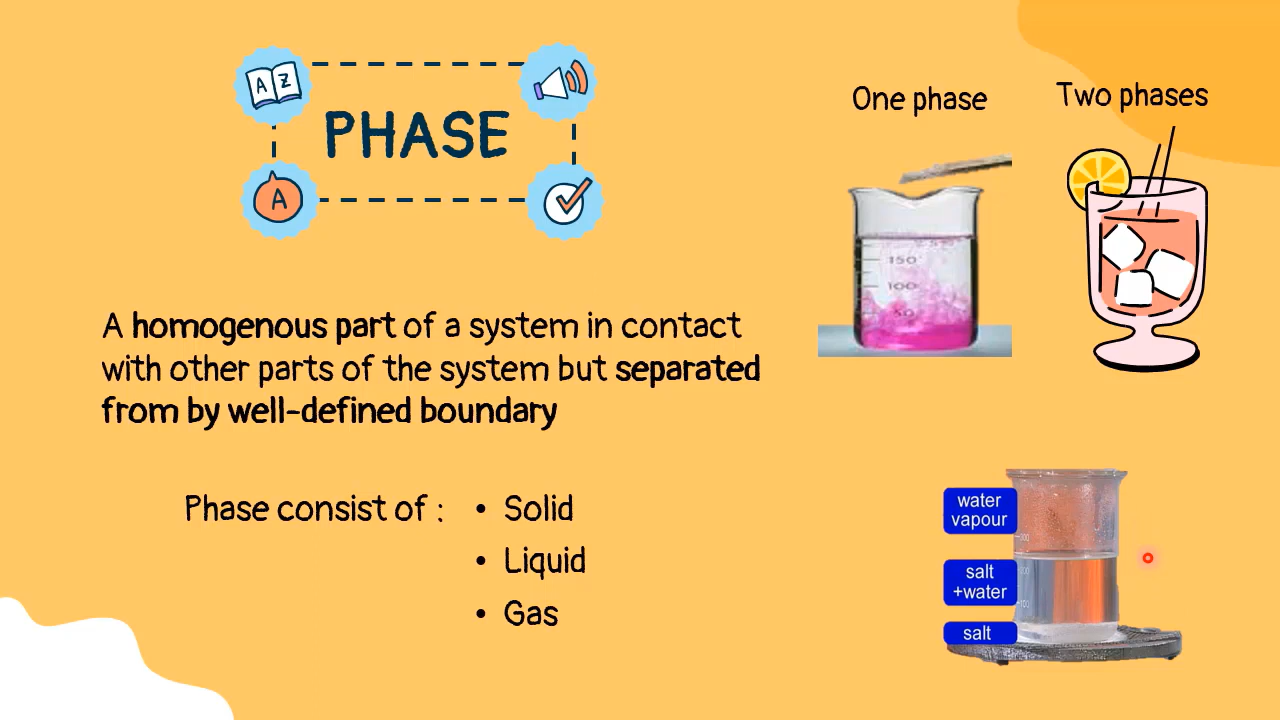 A Z
PHASE
A
A homogenous part of a system in contact
with other parts of the system but separated
from by well-defined boundary
Phase consist of :
• Solid
• Liquid
• Gas
One phase
Two phases
150
100
50
water
vapour
salt
+water
salt